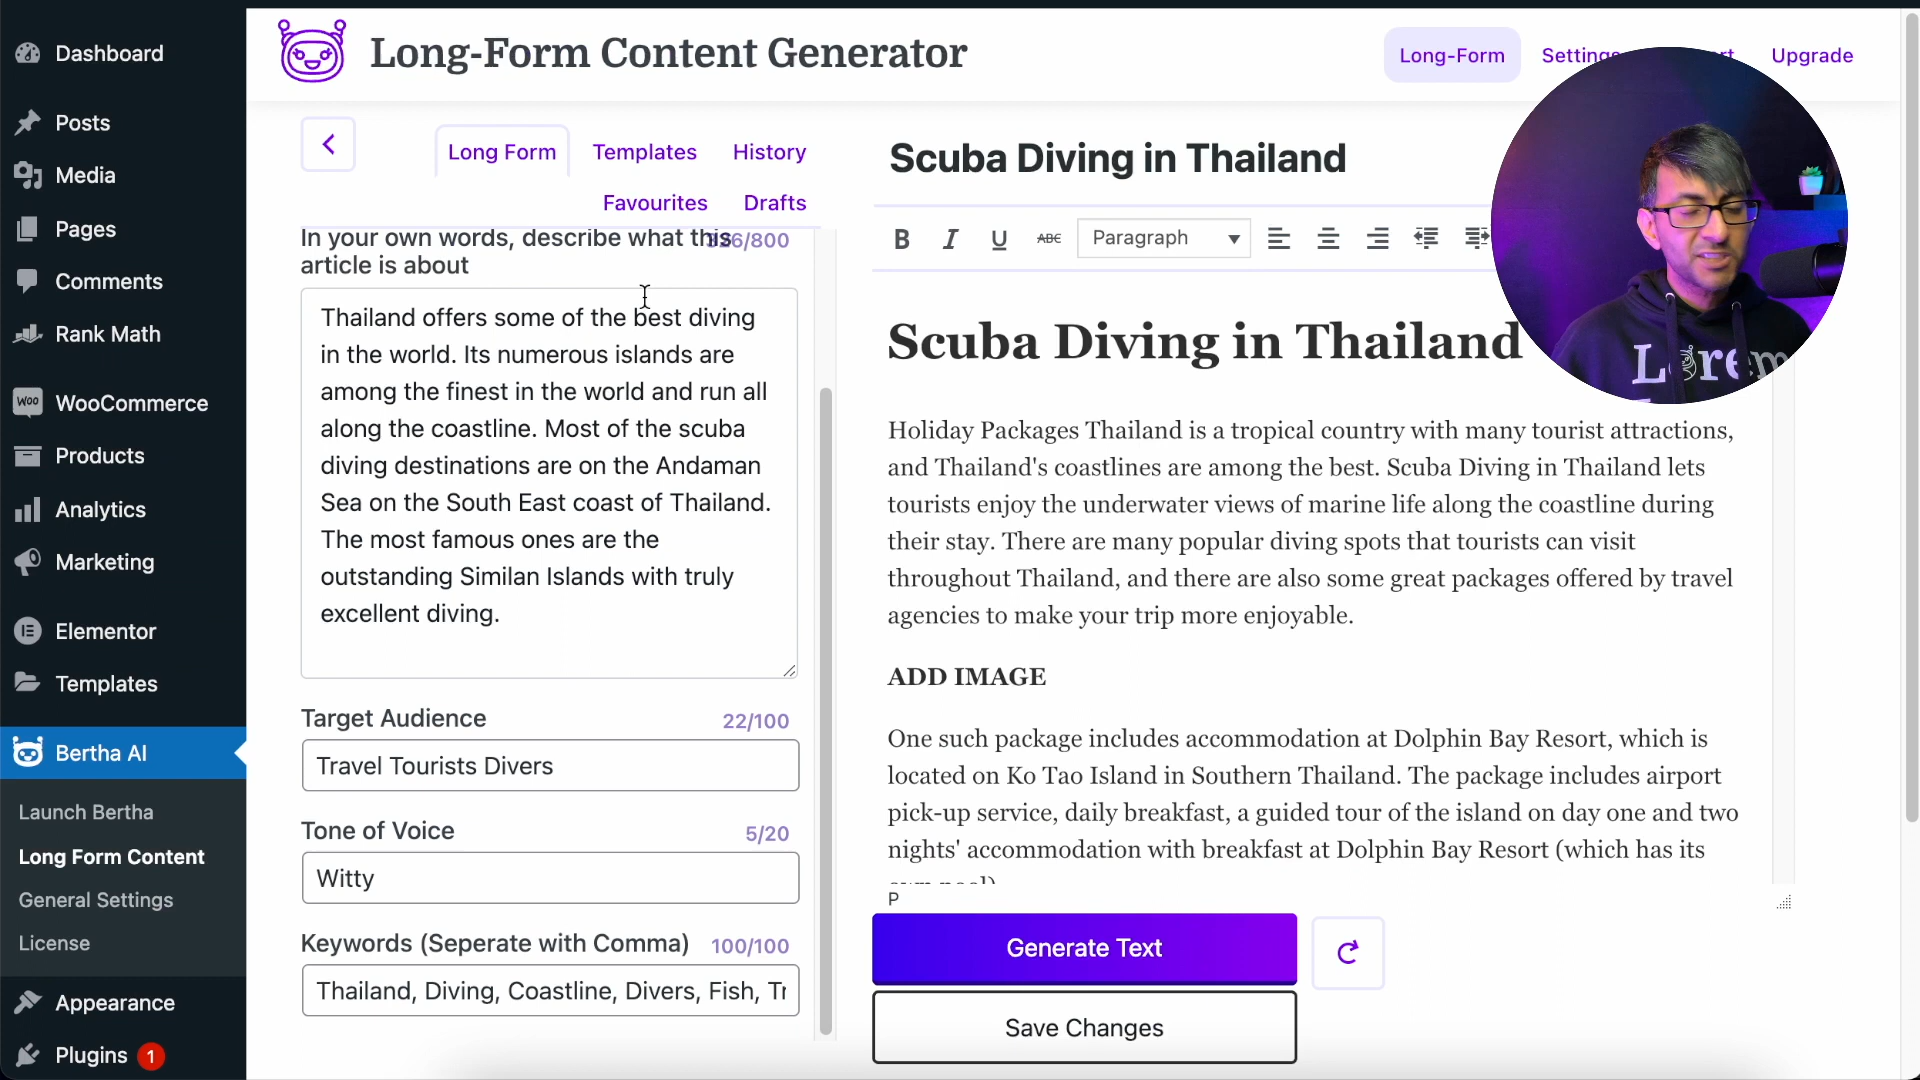 Dashboard
Posts
Media
Pages
Comments
Rank Math
WooCommerce
Products
Analytics
Marketing
Elementor
Templates
Bertha AI
Launch Bertha
Long Form Content
General Settings
License
Appearance
Plugins 1
Long-Form Content Generator
Long-Form
Upgrade
Long Form
Templates
History
Favourites
Drafts
In your own words, describe what this
/800
article is about
Thailand offers some of the best diving
in the world. Its numerous islands are
among the finest in the world and run all
along the coastline. Most of the scuba
diving destinations are on the Andaman
Sea on the South East coast of Thailand.
The most famous ones are the
outstanding Similan Islands with truly
excellent diving.
Target Audience 22/100
Travel Tourists Divers
Tone of Voice 5/20
Witty
Keywords (Seperate with Comma) 100/100
Thailand, Diving, Coastline, Divers, Fish, Tr
Scuba Diving in Thailand
B I U ABC Paragraph
Scuba Diving in Thailand
Holiday Packages Thailand is a tropical country with many tourist attractions,
and Thailand's coastlines are among the best. Scuba Diving in Thailand lets
tourists enjoy the underwater views of marine life along the coastline during
their stay. There are many popular diving spots that tourists can visit
throughout Thailand, and there are also some great packages offered by travel
agencies to make your trip more enjoyable.
ADD IMAGE
One such package includes accommodation at Dolphin Bay Resort, which is
located on Ko Tao Island in Southern Thailand. The package includes airport
pick-up service, daily breakfast, a guided tour of the island on day one and two
nights' accommodation with breakfast at Dolphin Bay Resort (which has its
P
Generate Text
Save Changes